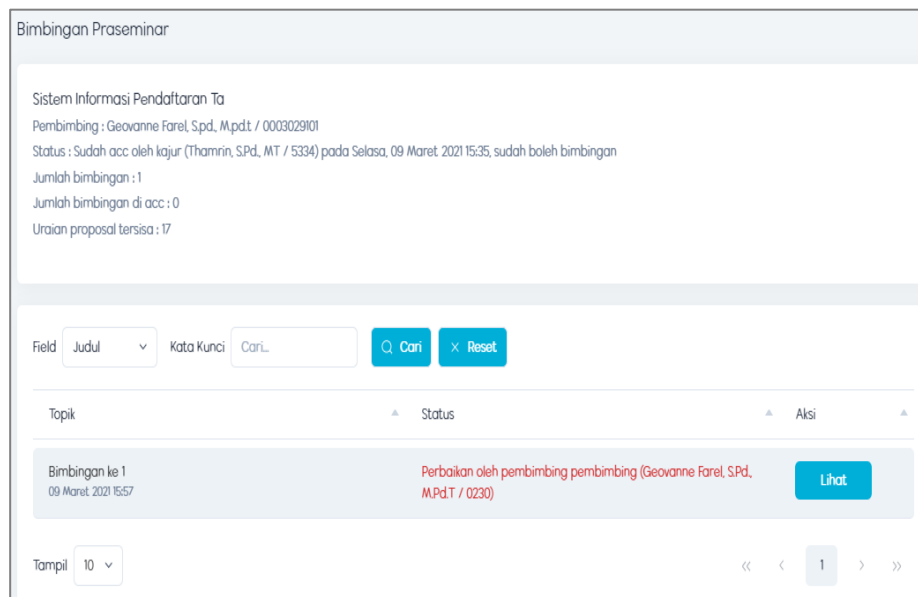 Bimbingan Praseminar
Sistem Informasi Pendaftaran Ta
Pembimbing : Geovanne Farel, S.pd., M.pd.t / 0003029101
Status : Sudah acc oleh kajur (Thamrin, S.Pd., MT / 5334) pada Selasa, 09 Maret 2021 15:35, sudah boleh bimbingan
Jumlah bimbingan : 1
Jumlah bimbingan di acc : 0
Uraian proposal tersisa : 17
Field Judul Kata Kunci Cari... Cari Reset
Topik Status Aksi
Bimbingan ke 1
09 Maret 2021 15:57
Perbaikan oleh pembimbing pembimbing (Geovanne Farel, S.Pd.,
M.Pd.T / 0230)
Lihat
Tampil 10 « < 1 > »